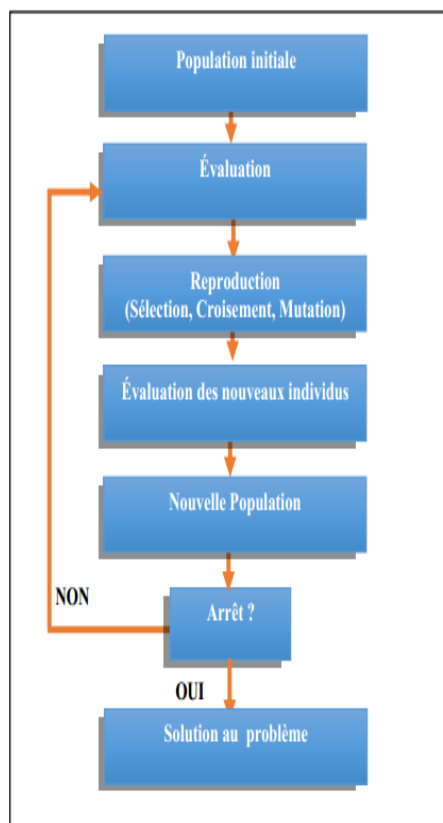 Population initiale
Évaluation
Reproduction
(Sélection, Croisement, Mutation)
Évaluation des nouveaux individus
Nouvelle Population
Arrêt ?
NON
OUI
Solution au problème